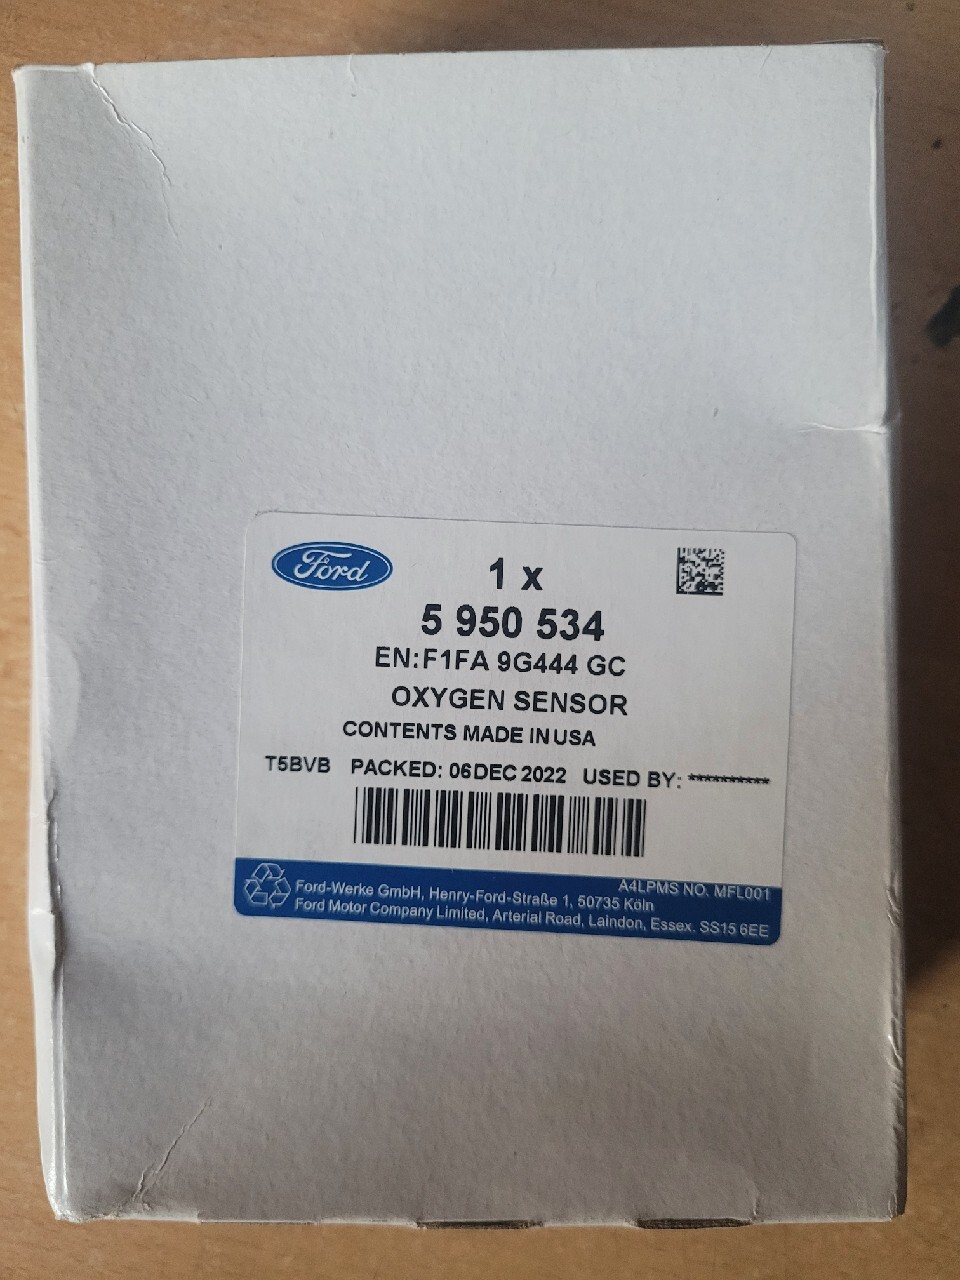 Ford
1 x
5 950 534
EN:F1FA 9G444 GC
OXYGEN SENSOR
CONTENTS MADE IN USA
T5BVB PACKED: 06DEC 2022 USED BY: **********
A4LPMS NO. MFL001
Ford-Werke GmbH, Henry-Ford-Straße 1, 50735 Köln
Ford Motor Company Limited, Arterial Road, Laindon, Essex. SS15 6EE